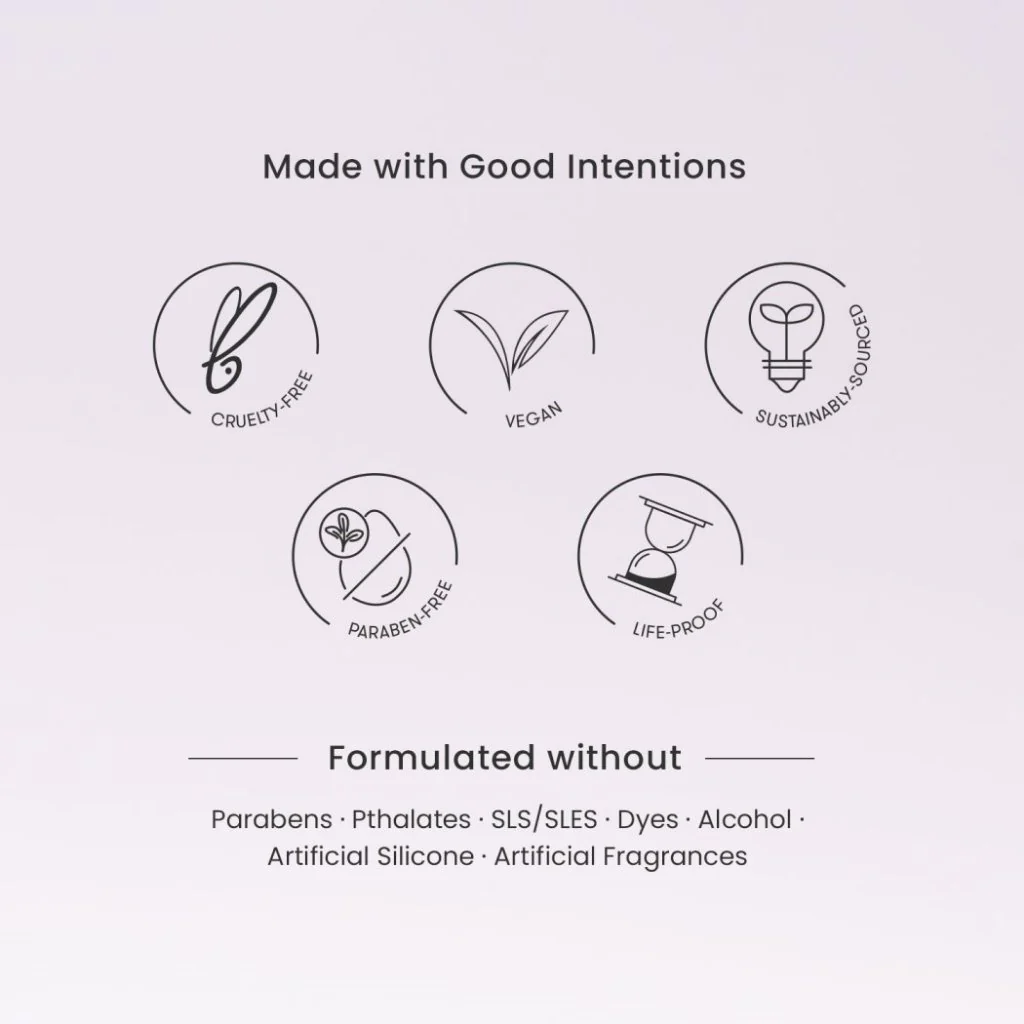 Made with Good Intentions
CRUELTY-FREE
VEGAN
SUSTAINABLY-SOURCED
PARABEN-FREE
LIFE-PROOF
Formulated without
Parabens · Pthalates · SLS/SLES · Dyes · Alcohol ·
Artificial Silicone · Artificial Fragrances